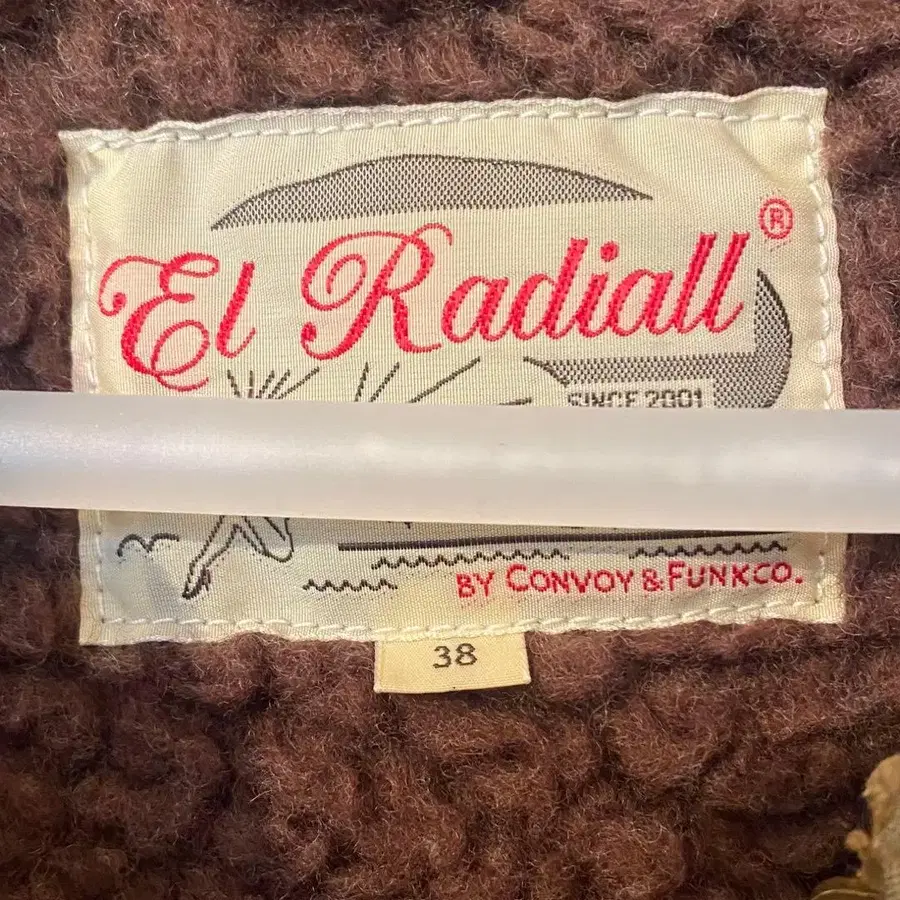 El Radiall ®
SINCE 2001
BY CONVOY & FUNKCO.
38